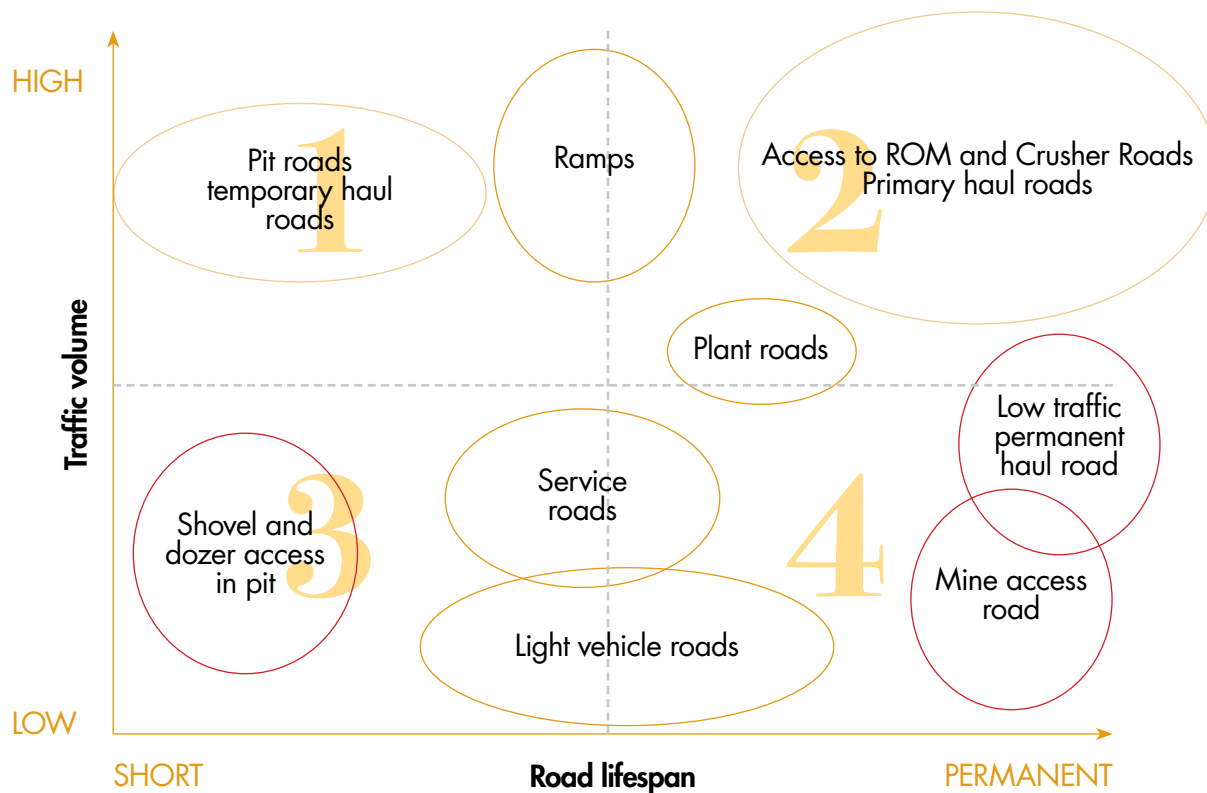 HIGH
1
Pit roads
temporary haul
roads
Ramps
2
Access to ROM and Crusher Roads
Primary haul roads
Plant roads
Traffic volume
Low traffic
permanent
haul road
3
Shovel and
dozer access
in pit
Service
roads
4
Mine access
road
Light vehicle roads
LOW
SHORT
Road lifespan
PERMANENT